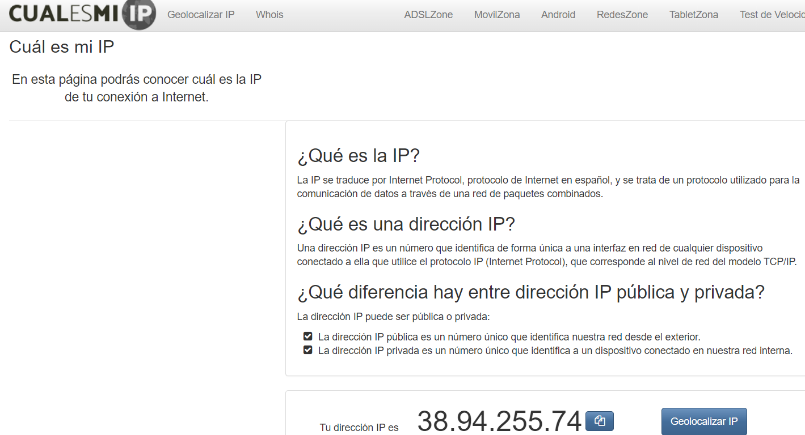 CUALESMI IP Geolocalizar IP Whois ADSLZone MovilZona Android RedesZone TabletZona Test de Veloci
Cuál es mi IP
En esta página podrás conocer cuál es la IP
de tu conexión a Internet.
¿Qué es la IP?
La IP se traduce por Internet Protocol, protocolo de Internet en español, y se trata de un protocolo utilizado para la
comunicación de datos a través de una red de paquetes combinados.
¿Qué es una dirección IP?
Una dirección IP es un número que identifica de forma única a una interfaz en red de cualquier dispositivo
conectado a ella que utilice el protocolo IP (Internet Protocol), que corresponde al nivel de red del modelo TCP/IP.
¿Qué diferencia hay entre dirección IP pública y privada?
La dirección IP puede ser pública o privada:
La dirección IP pública es un número único que identifica nuestra red desde el exterior.
La dirección IP privada es un número único que identifica a un dispositivo conectado en nuestra red interna.
Tu dirección IP es 38.94.255.74 Geolocalizar IP